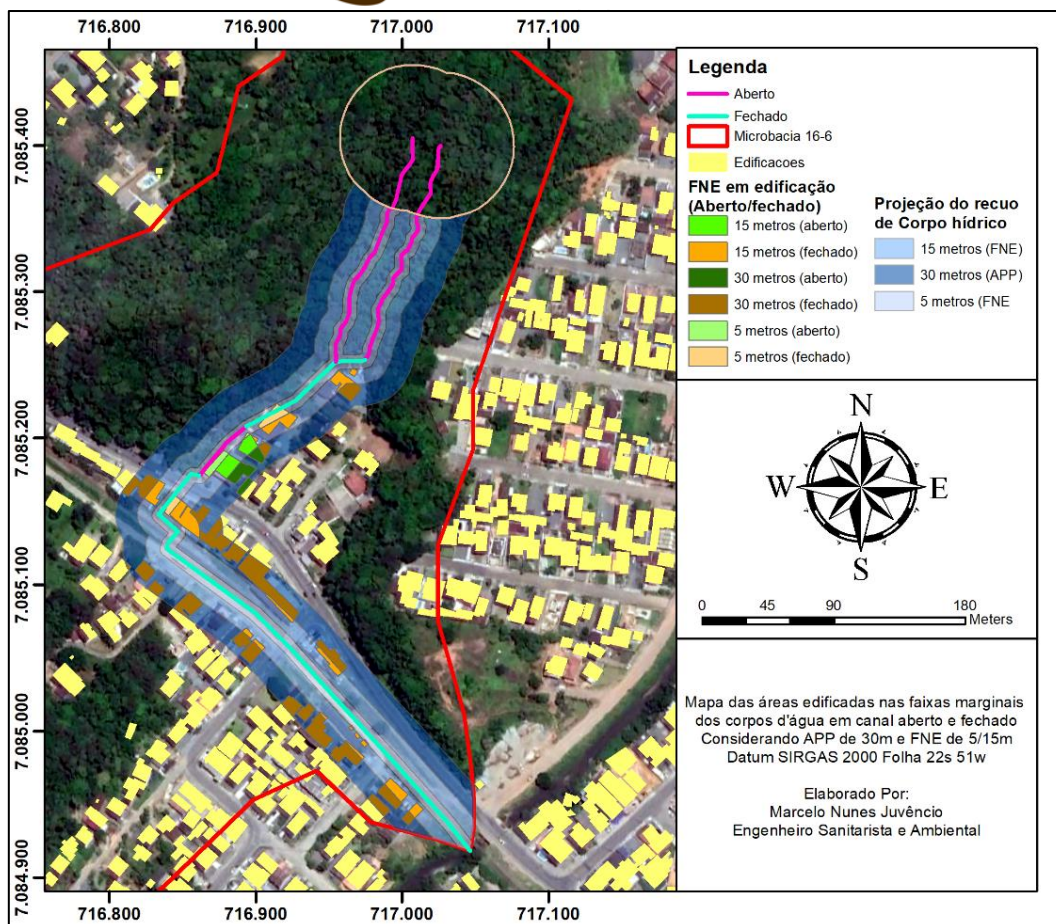 716.800 716.900 717.000 717.100
7.085.400
7.085.300
7.085.200
7.085.100
7.085.000
7.084.900
716.800 716.900 717.000 717.100
Legenda
Aberto
Fechado
Microbacia 16-6
Edificacoes
FNE em edificação
(Aberto/fechado)
15 metros (aberto)
15 metros (fechado)
30 metros (aberto)
30 metros (fechado)
5 metros (aberto)
5 metros (fechado)
Projeção do recuo
de Corpo hídrico
15 metros (FNE)
30 metros (APP)
5 metros (FNE
N
W E
S
0 45 90 180
Meters
Mapa das áreas edificadas nas faixas marginais
dos corpos d'água em canal aberto e fechado
Considerando APP de 30m e FNE de 5/15m
Datum SIRGAS 2000 Folha 22s 51w
Elaborado Por:
Marcelo Nunes Juvêncio
Engenheiro Sanitarista e Ambiental